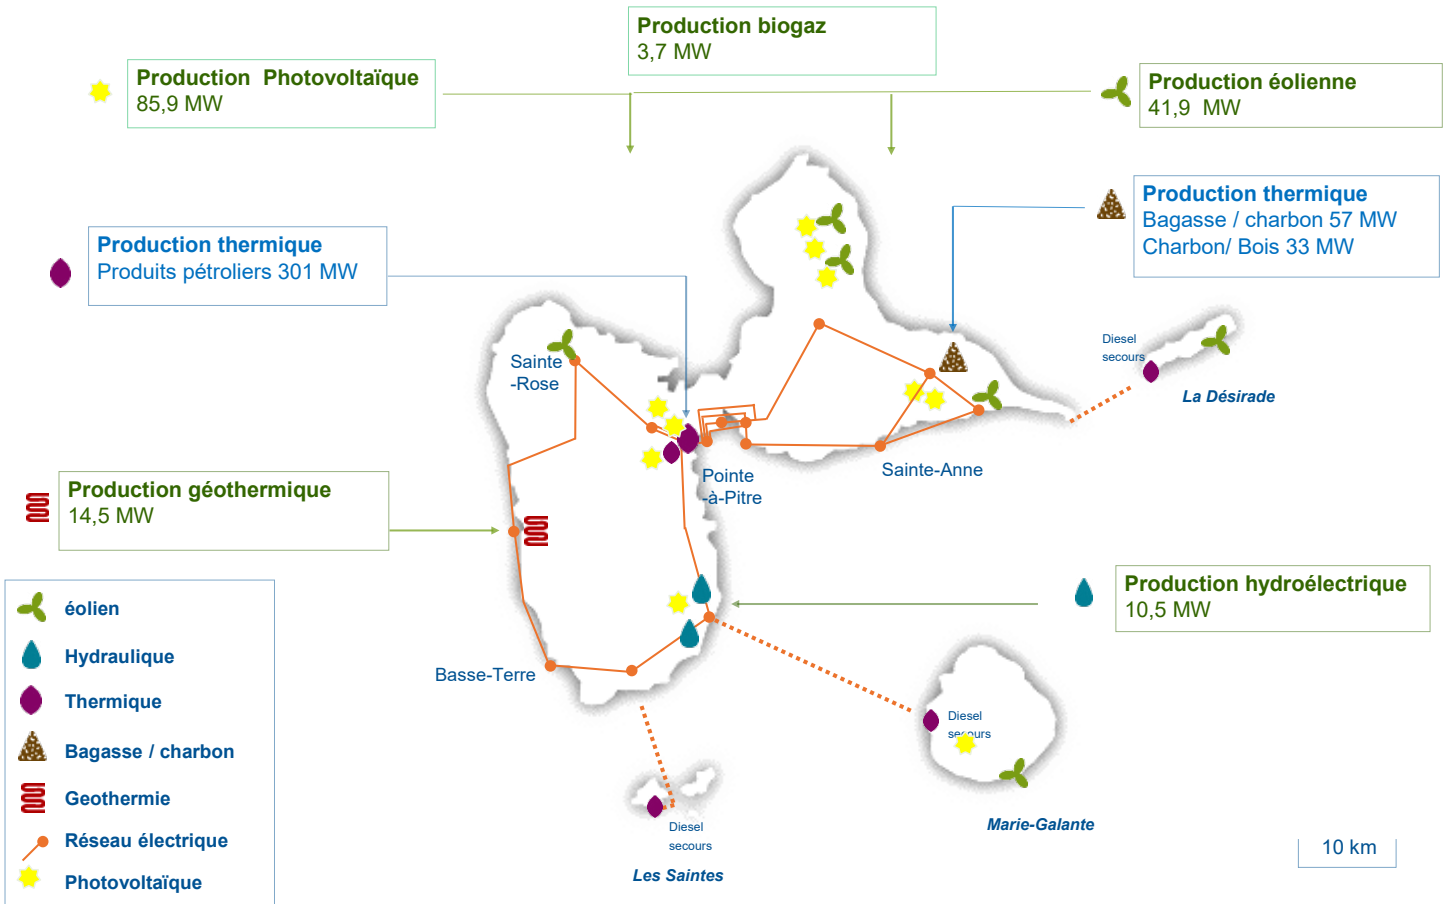 Production biogaz
3,7 MW
Production Photovoltaïque
85,9 MW
Production éolienne
41,9 MW
Production thermique
Bagasse / charbon 57 MW
Charbon/ Bois 33 MW
Production thermique
Produits pétroliers 301 MW
Sainte
-Rose
Diesel
secours
La Désirade
Pointe
-à-Pitre
Sainte-Anne
Production géothermique
14,5 MW
Production hydroélectrique
10,5 MW
Basse-Terre
Diesel
secours
Marie-Galante
Diesel
secours
Les Saintes
10 km
éolien
Hydraulique
Thermique
Bagasse / charbon
Geothermie
Réseau électrique
Photovoltaïque